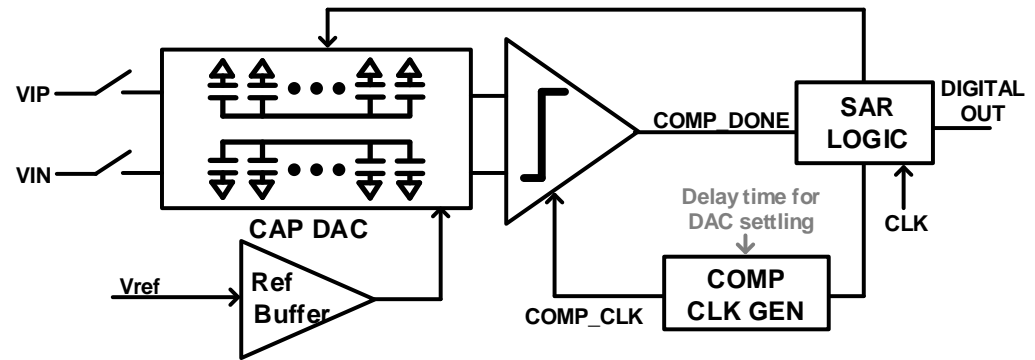 VIP
VIN
CAP DAC
Vref
Ref
Buffer
COMP_DONE
SAR
LOGIC
DIGITAL
OUT
CLK
Delay time for
DAC settling
COMP
CLK GEN
COMP_CLK